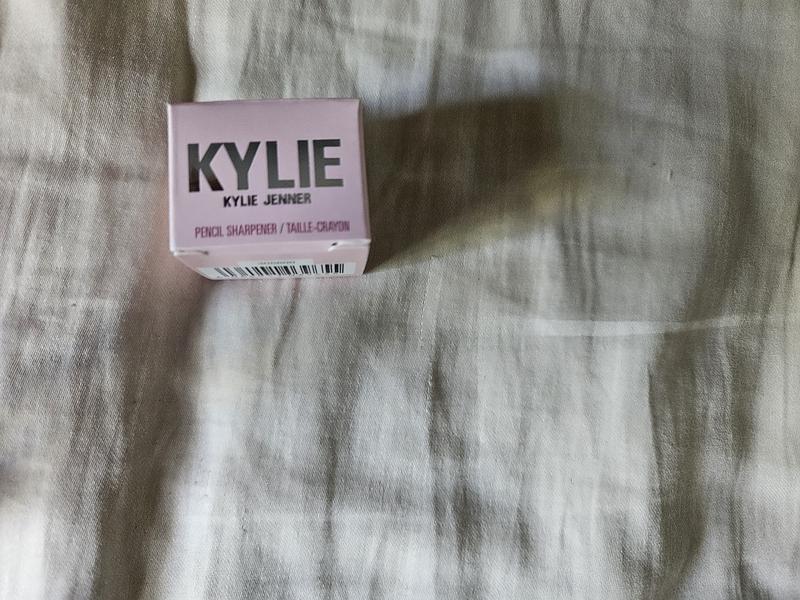 KYLIE
KYLIE JENNER
PENCIL SHARPENER / TAILLE-CRAYON